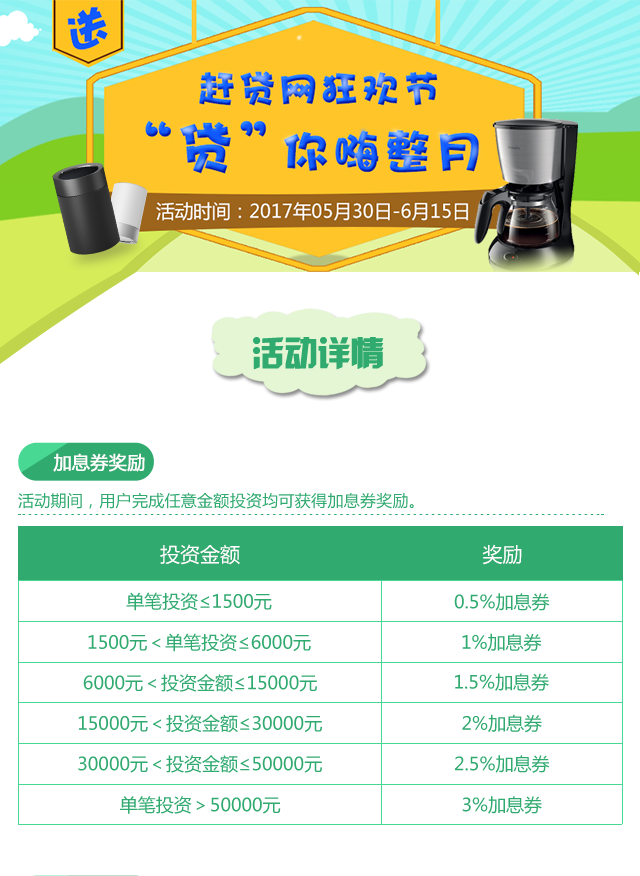 送
赶贷网狂欢节
“贷”你嗨整月
活动时间：2017年05月30日-6月15日
活动详情
加息券奖励
活动期间，用户完成任意金额投资均可获得加息券奖励。
投资金额 奖励
单笔投资≤1500元 0.5%加息券
1500元＜单笔投资≤6000元 1%加息券
6000元＜投资金额≤15000元 1.5%加息券
15000元＜投资金额≤30000元 2%加息券
30000元＜投资金额≤50000元 2.5%加息券
单笔投资＞50000元 3%加息券